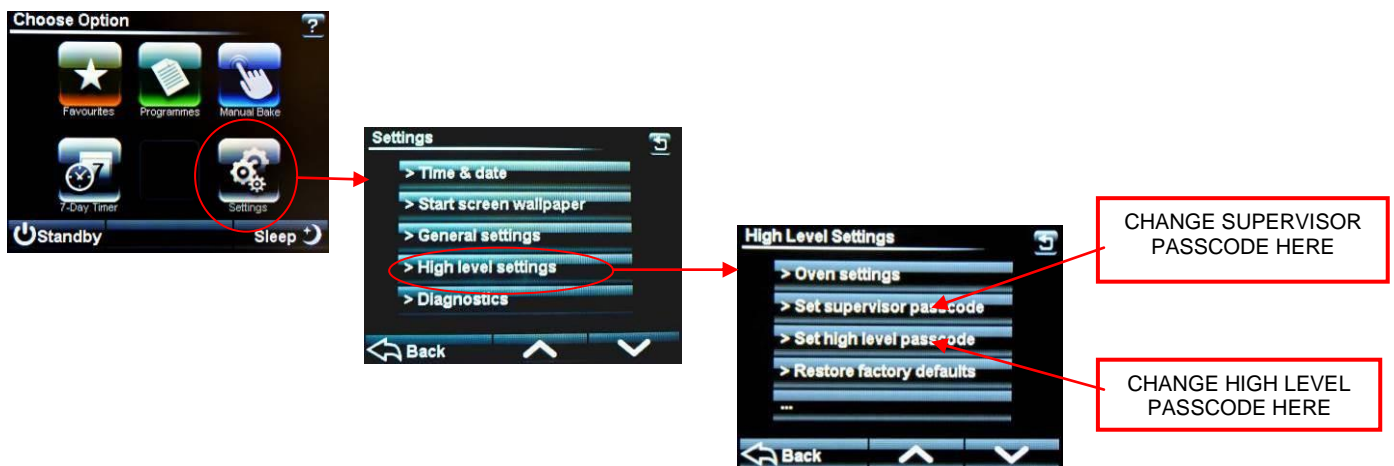 Choose Option
?
Favourites
Programmes
Manual Bake
7
7-Day Timer
Settings
Standby
Sleep
Settings
> Time & date
> Start screen wallpaper
> General settings
> High level settings
> Diagnostics
Back
High Level Settings
> Oven settings
> Set supervisor passcode
> Set high level passcode
> Restore factory defaults
...
Back
CHANGE SUPERVISOR
PASSCODE HERE
CHANGE HIGH LEVEL
PASSCODE HERE